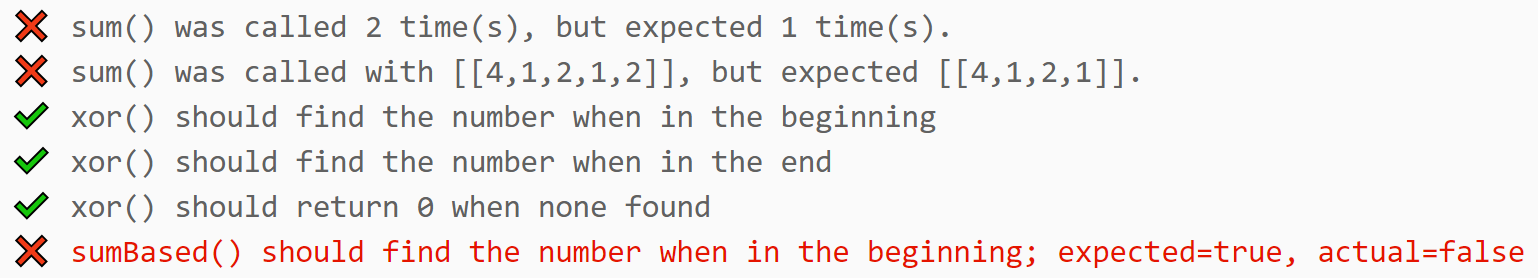 ❌ sum() was called 2 time(s), but expected 1 time(s).
❌ sum() was called with [[4,1,2,1,2]], but expected [[4,1,2,1]].
✔ xor() should find the number when in the beginning
✔ xor() should find the number when in the end
✔ xor() should return 0 when none found
❌ sumBased() should find the number when in the beginning; expected=true, actual=false